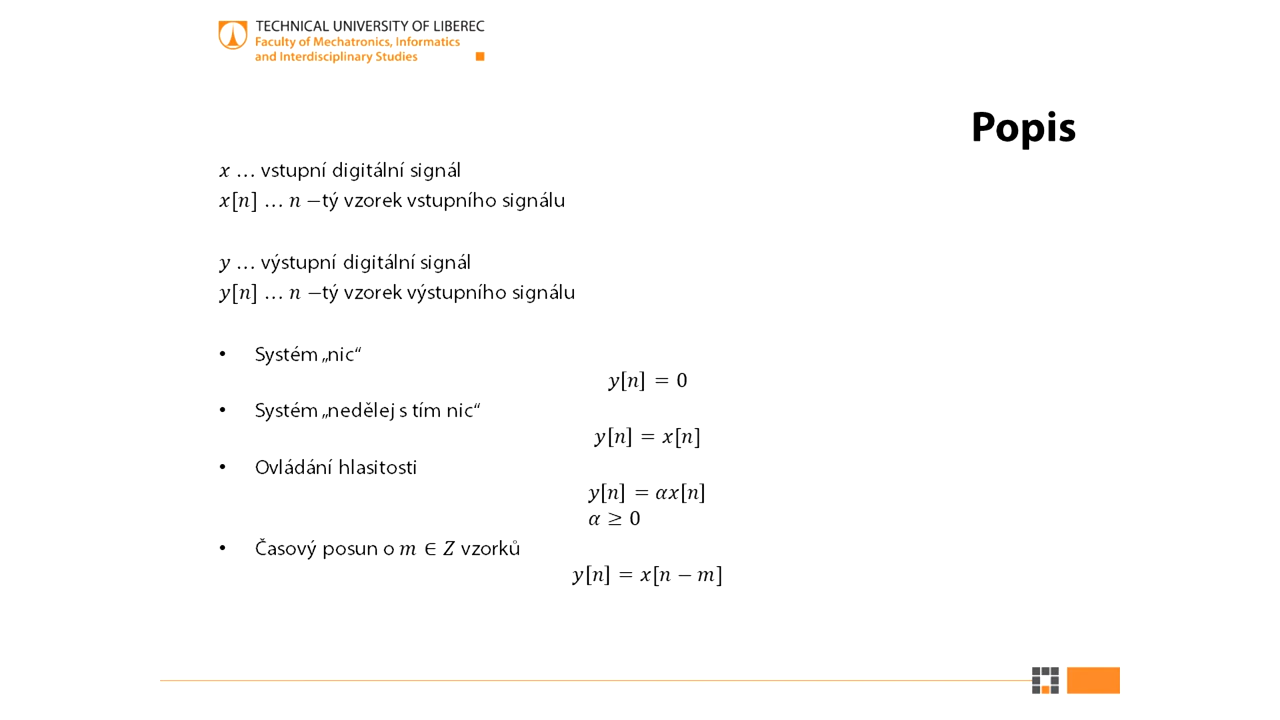 TECHNICAL UNIVERSITY OF LIBEREC
Faculty of Mechatronics, Informatics
and Interdisciplinary Studies
Popis
x … vstupní digitální signál
x[n] … n −tý vzorek vstupního signálu
y … výstupní digitální signál
y[n] … n −tý vzorek výstupního signálu
• Systém „nic“
y[n] = 0
• Systém „nedělej s tím nic“
y[n] = x[n]
• Ovládání hlasitosti
y[n] = αx[n]
α ≥ 0
• Časový posun o m ∈ Z vzorků
y[n] = x[n − m]